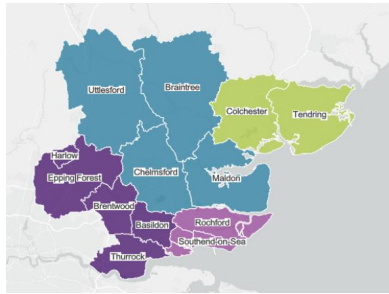 Uttlesford
Braintree
Colchester
Tendring
Harlow
Epping Forest
Chelmsford
Maldon
Brentwood
Basildon
Rochford
Southend-on-Sea
Thurrock